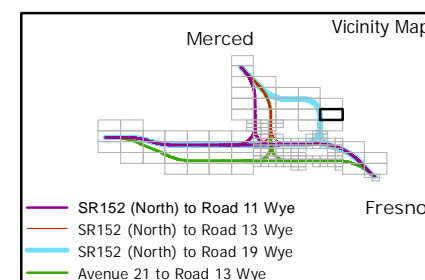 Vicinity Map
Merced
Fresno
SR152 (North) to Road 11 Wye
SR152 (North) to Road 13 Wye
SR152 (North) to Road 19 Wye
Avenue 21 to Road 13 Wye